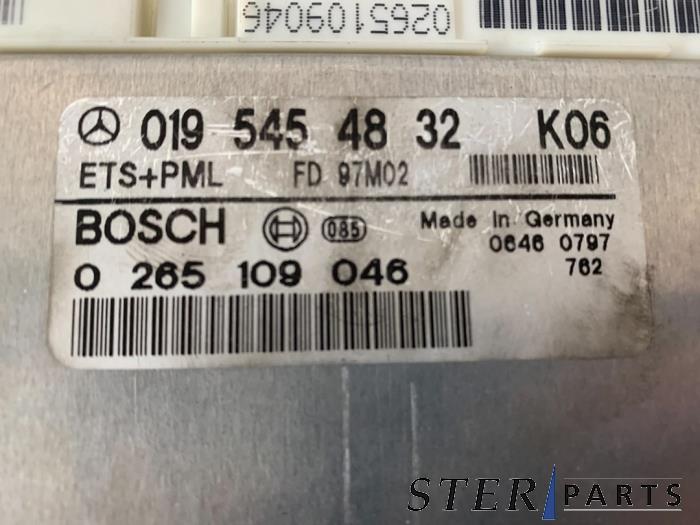 0265109046
019 545 48 32 K06
ETS+PML FD 97M02
BOSCH 085 Made in Germany
0646 0797
0 265 109 046 762
STER PARTS